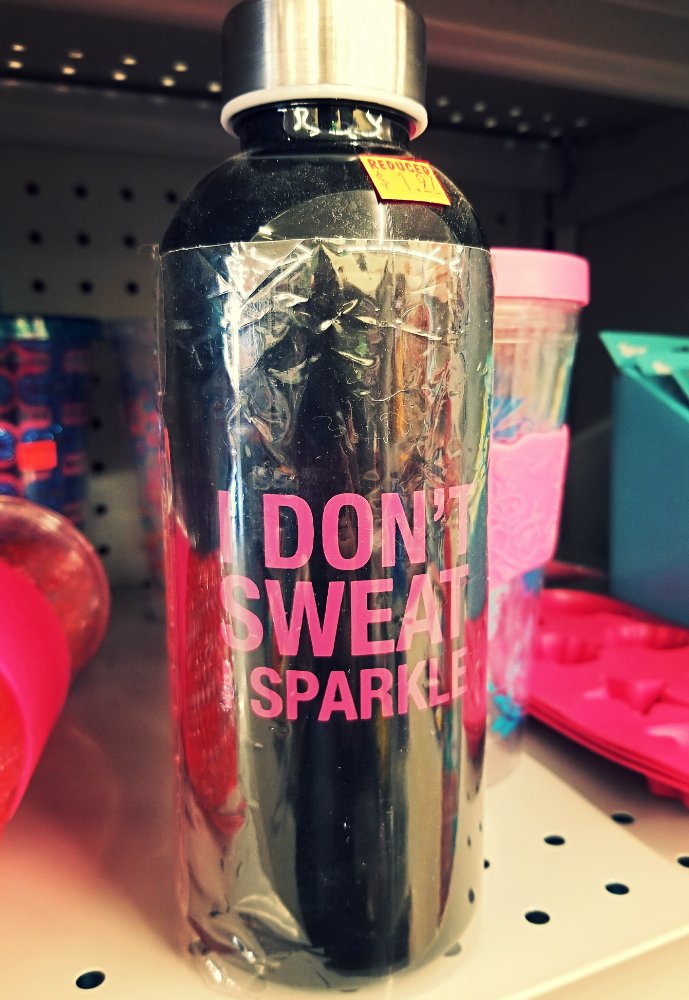 REDUCED
I DON'T
SWEAT
SPARKLE